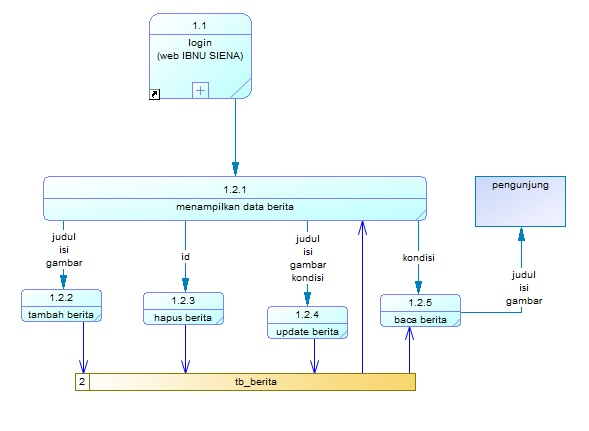 1.1
login
(web IBNU SIENA)
1.2.1
menampilkan data berita
pengunjung
judul
isi
gambar
id
judul
isi
gambar
kondisi
kondisi
judul
isi
gambar
1.2.2
tambah berita
1.2.3
hapus berita
1.2.4
update berita
1.2.5
baca berita
2 tb_berita